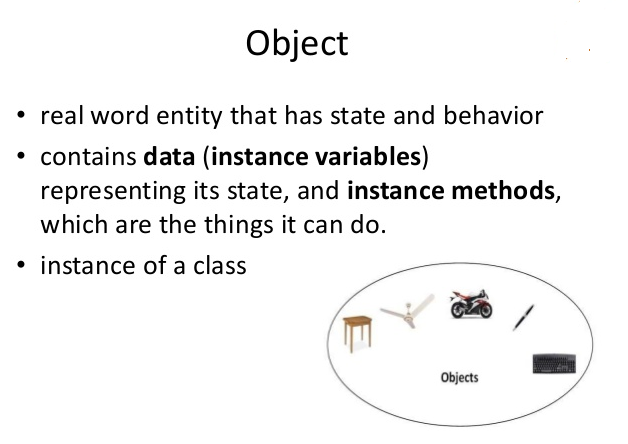 Object
• real word entity that has state and behavior
• contains data (instance variables)
representing its state, and instance methods,
which are the things it can do.
• instance of a class
Objects